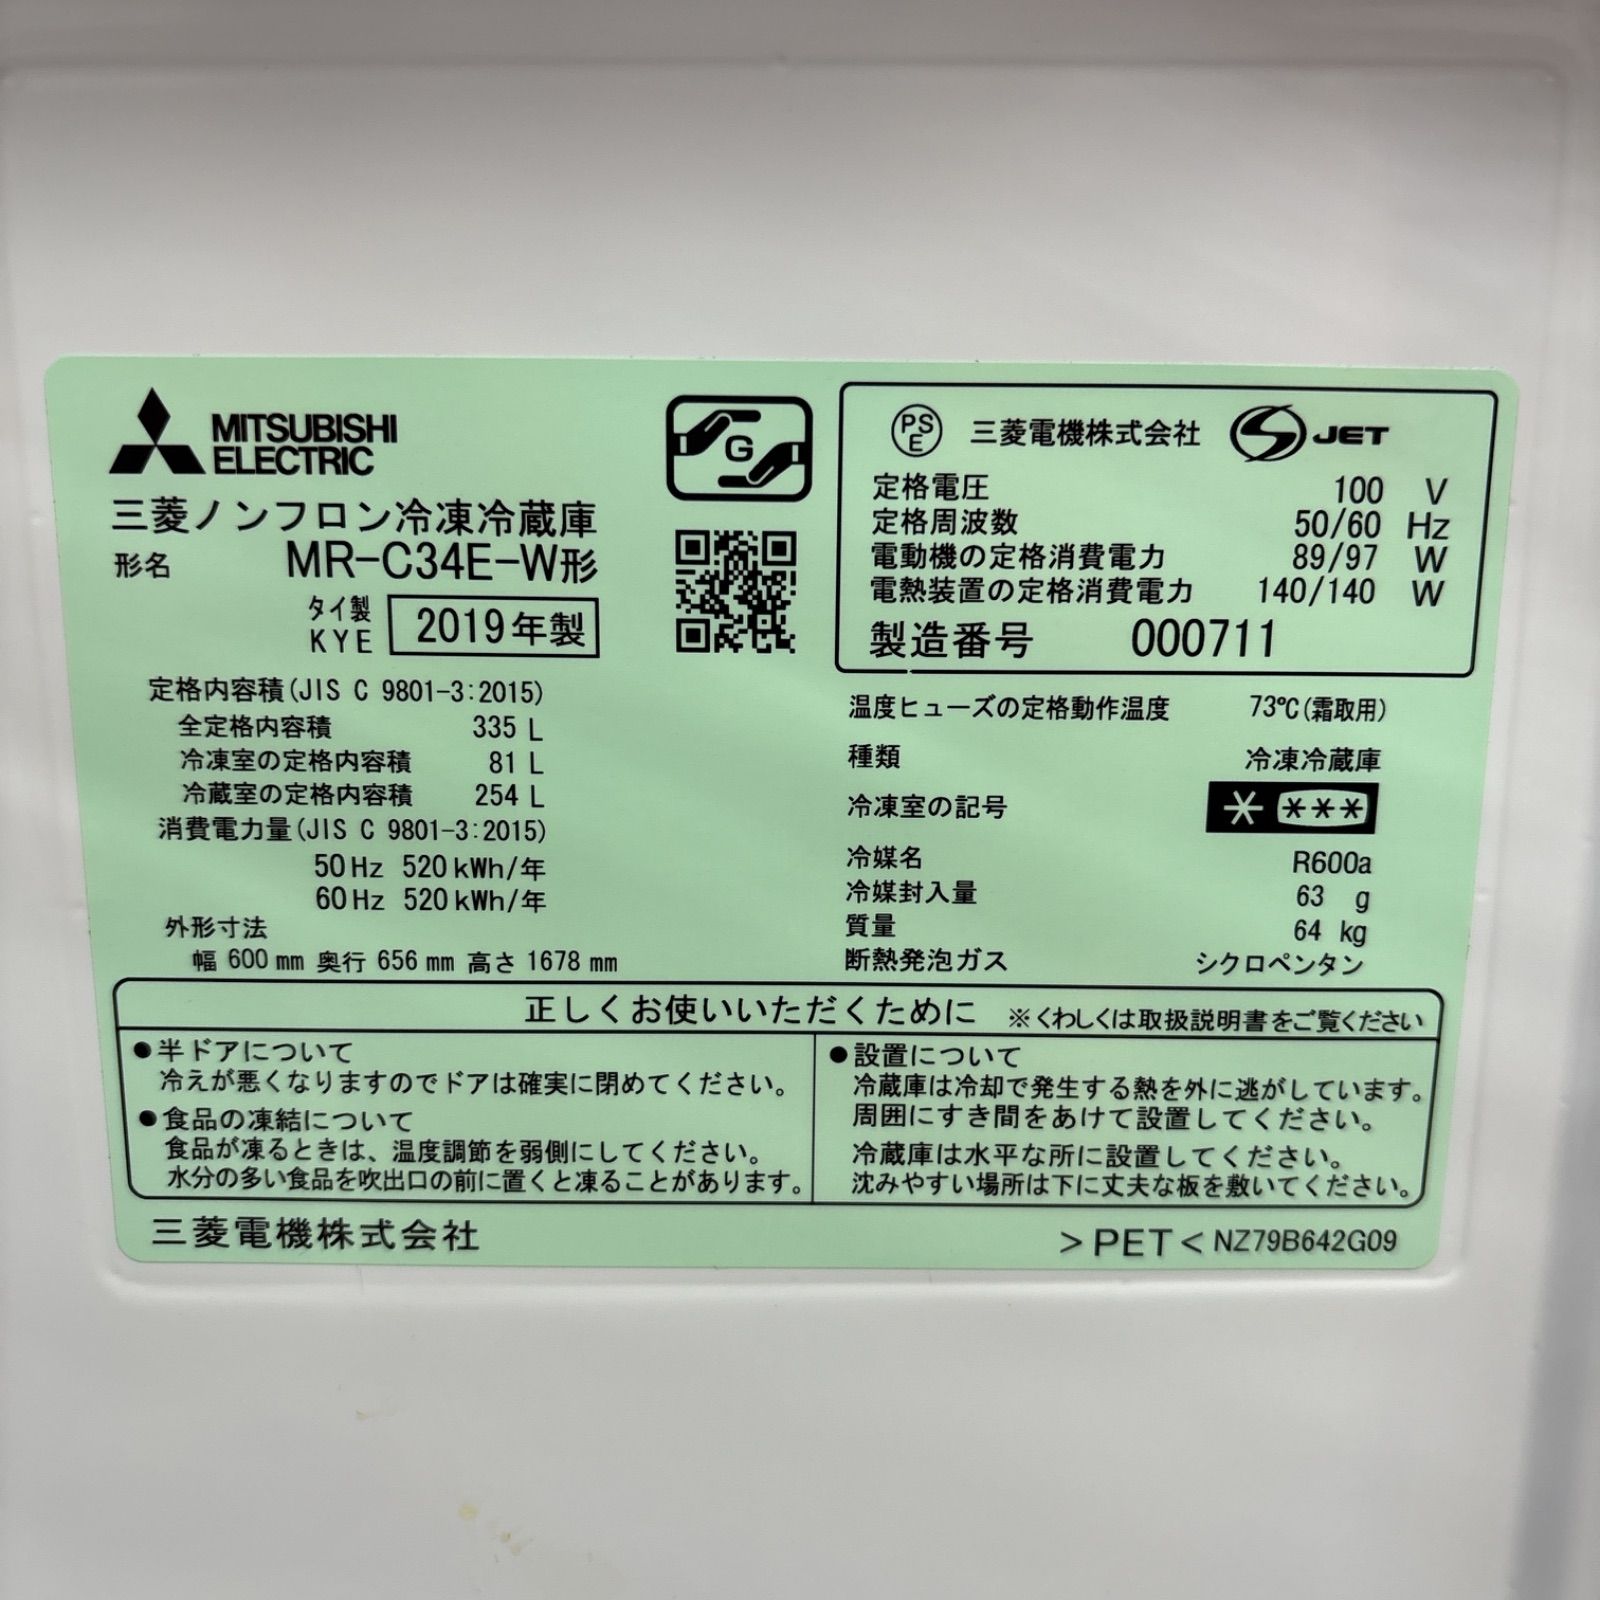 MITSUBISHI
ELECTRIC
三菱ノンフロン冷凍冷蔵庫
形名 MR-C34E-W形
タイ製
KYE 2019年製
定格内容積(JIS C 9801-3:2015)
全定格内容積 335 L
冷凍室の定格内容積 81 L
冷蔵室の定格内容積 254 L
消費電力量(JIS C 9801-3:2015)
50Hz 520kWh/年
60Hz 520kWh/年
外形寸法
幅 600mm 奥行 656mm 高さ 1678mm
G
PSE 三菱電機株式会社 S JET
定格電圧 100 V
定格周波数 50/60 Hz
電動機の定格消費電力 89/97 W
電熱装置の定格消費電力 140/140 W
製造番号 000711
温度ヒューズの定格動作温度 73℃(霜取用)
種類 冷凍冷蔵庫
冷凍室の記号 * ***
冷媒名 R600a
冷媒封入量 63 g
質量 64 kg
断熱発泡ガス シクロペンタン
正しくお使いいただくために ※くわしくは取扱説明書をご覧ください
●半ドアについて
冷えが悪くなりますのでドアは確実に閉めてください。
●食品の凍結について
食品が凍るときは、温度調節を弱側にしてください。
水分の多い食品を吹出口の前に置くと凍ることがあります。
●設置について
冷蔵庫は冷却で発生する熱を外に逃がしています。
周囲にすき間をあけて設置してください。
冷蔵庫は水平な所に設置してください。
沈みやすい場所は下に丈夫な板を敷いてください。
三菱電機株式会社
>PET< NZ79B642G09